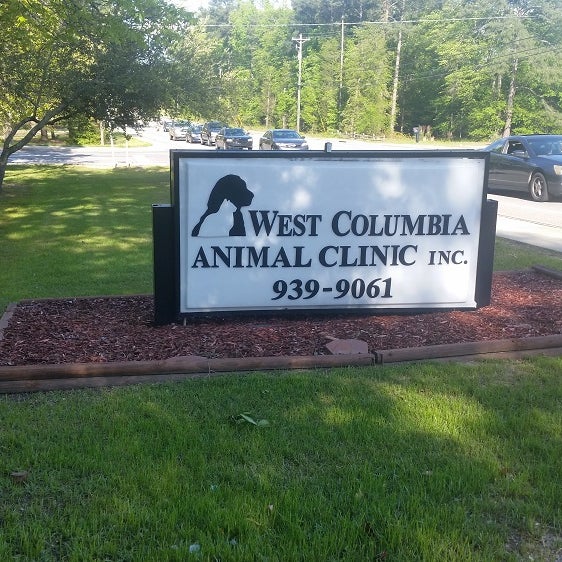 WEST COLUMBIA
ANIMAL CLINIC INC.
939-9061